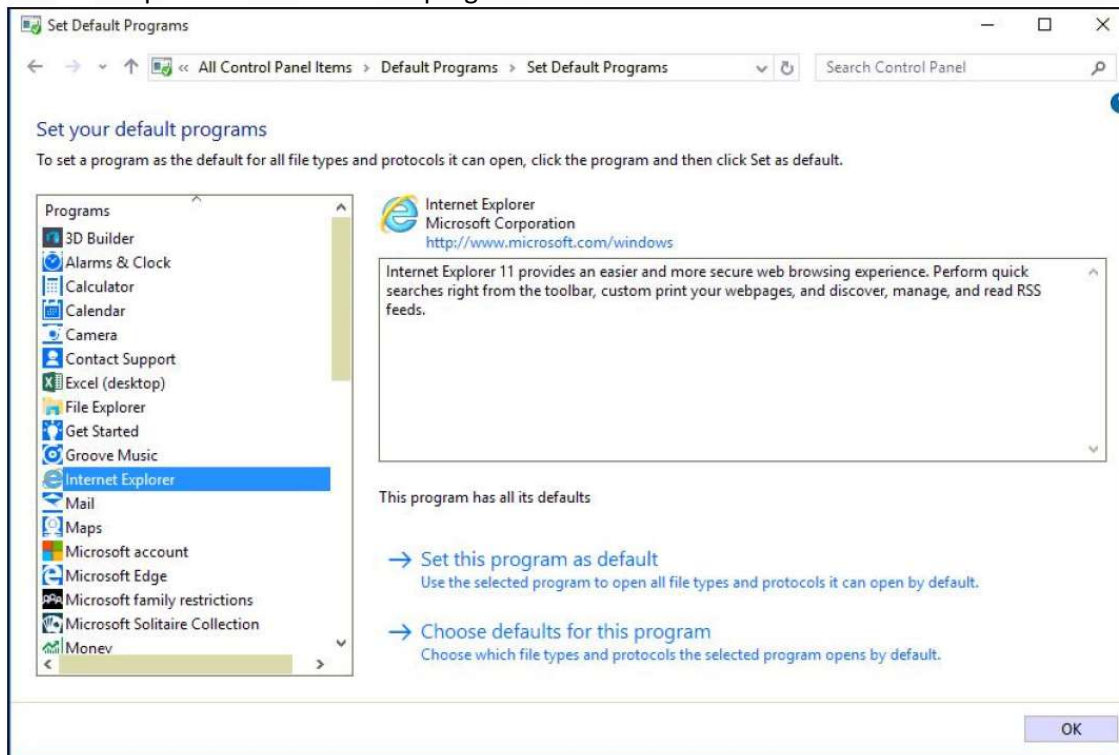 Set Default Programs
« All Control Panel Items > Default Programs > Set Default Programs
Search Control Panel
Set your default programs
To set a program as the default for all file types and protocols it can open, click the program and then click Set as default.
Programs
3D Builder
Alarms & Clock
Calculator
Calendar
Camera
Contact Support
Excel (desktop)
File Explorer
Get Started
Groove Music
Internet Explorer
Mail
Maps
Microsoft account
Microsoft Edge
Microsoft family restrictions
Microsoft Solitaire Collection
Money
Internet Explorer
Microsoft Corporation
http://www.microsoft.com/windows
Internet Explorer 11 provides an easier and more secure web browsing experience. Perform quick
searches right from the toolbar, custom print your webpages, and discover, manage, and read RSS
feeds.
This program has all its defaults
Set this program as default
Use the selected program to open all file types and protocols it can open by default.
Choose defaults for this program
Choose which file types and protocols the selected program opens by default.
OK